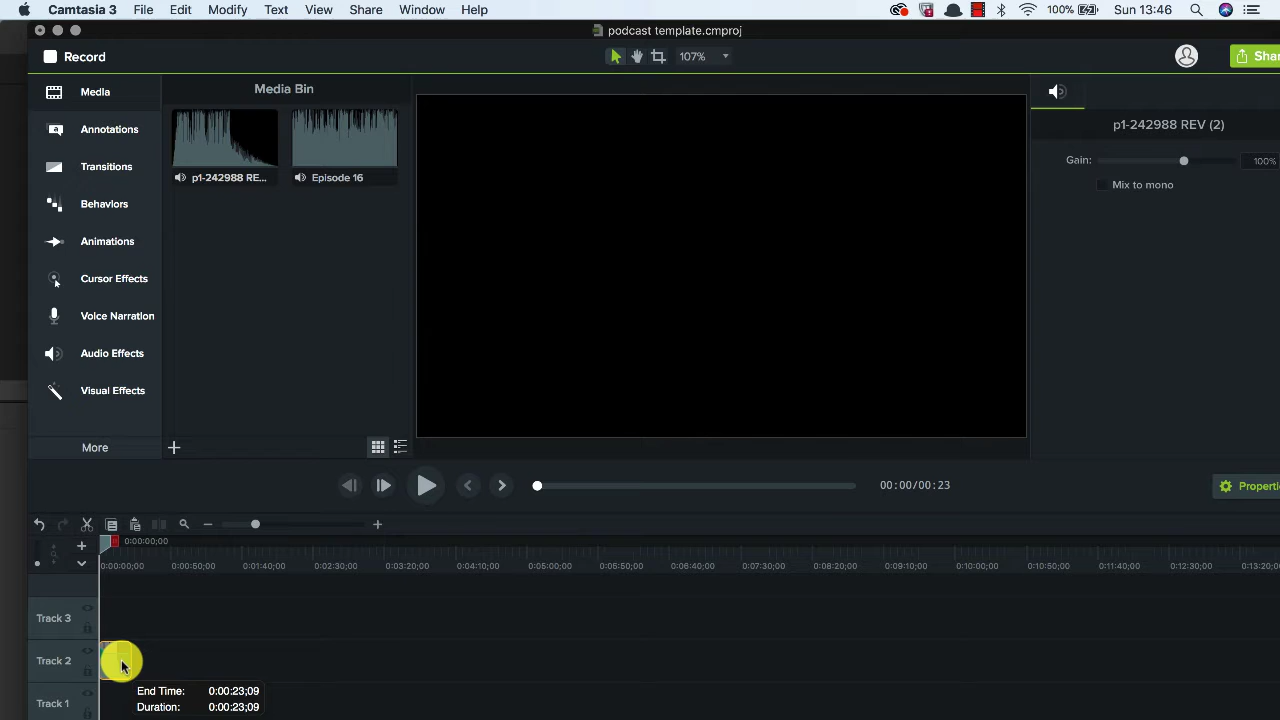 Camtasia 3 File Edit Modify Text View Share Window Help 100% Sun 13:46
podcast template.cmproj
Record 107% Shar
Media
Annotations
Transitions
Behaviors
Animations
Cursor Effects
Voice Narration
Audio Effects
Visual Effects
More
Media Bin
p1-242988 RE...
Episode 16
p1-242988 REV (2)
Gain: 100%
Mix to mono
00:00/00:23
Properti
0:00:00;00
0:00:00;00 0:00:50;00 0:01:40;00 0:02:30;00 0:03:20;00 0:04:10;00 0:05:00;00 0:05:50;00 0:06:40;00 0:07:30;00 0:08:20;00 0:09:10;00 0:10:00;00 0:10:50;00 0:11:40;00 0:12:30;00 0:13:20;00
Track 3
Track 2
End Time: 0:00:23;09
Duration: 0:00:23;09
Track 1